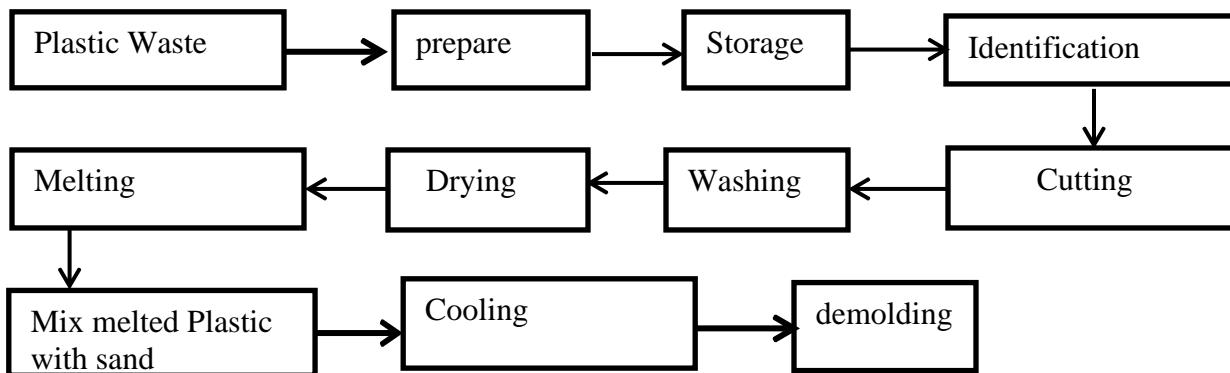 Plastic Waste
prepare
Storage
Identification
Cutting
Washing
Drying
Melting
Mix melted Plastic
with sand
Cooling
demolding